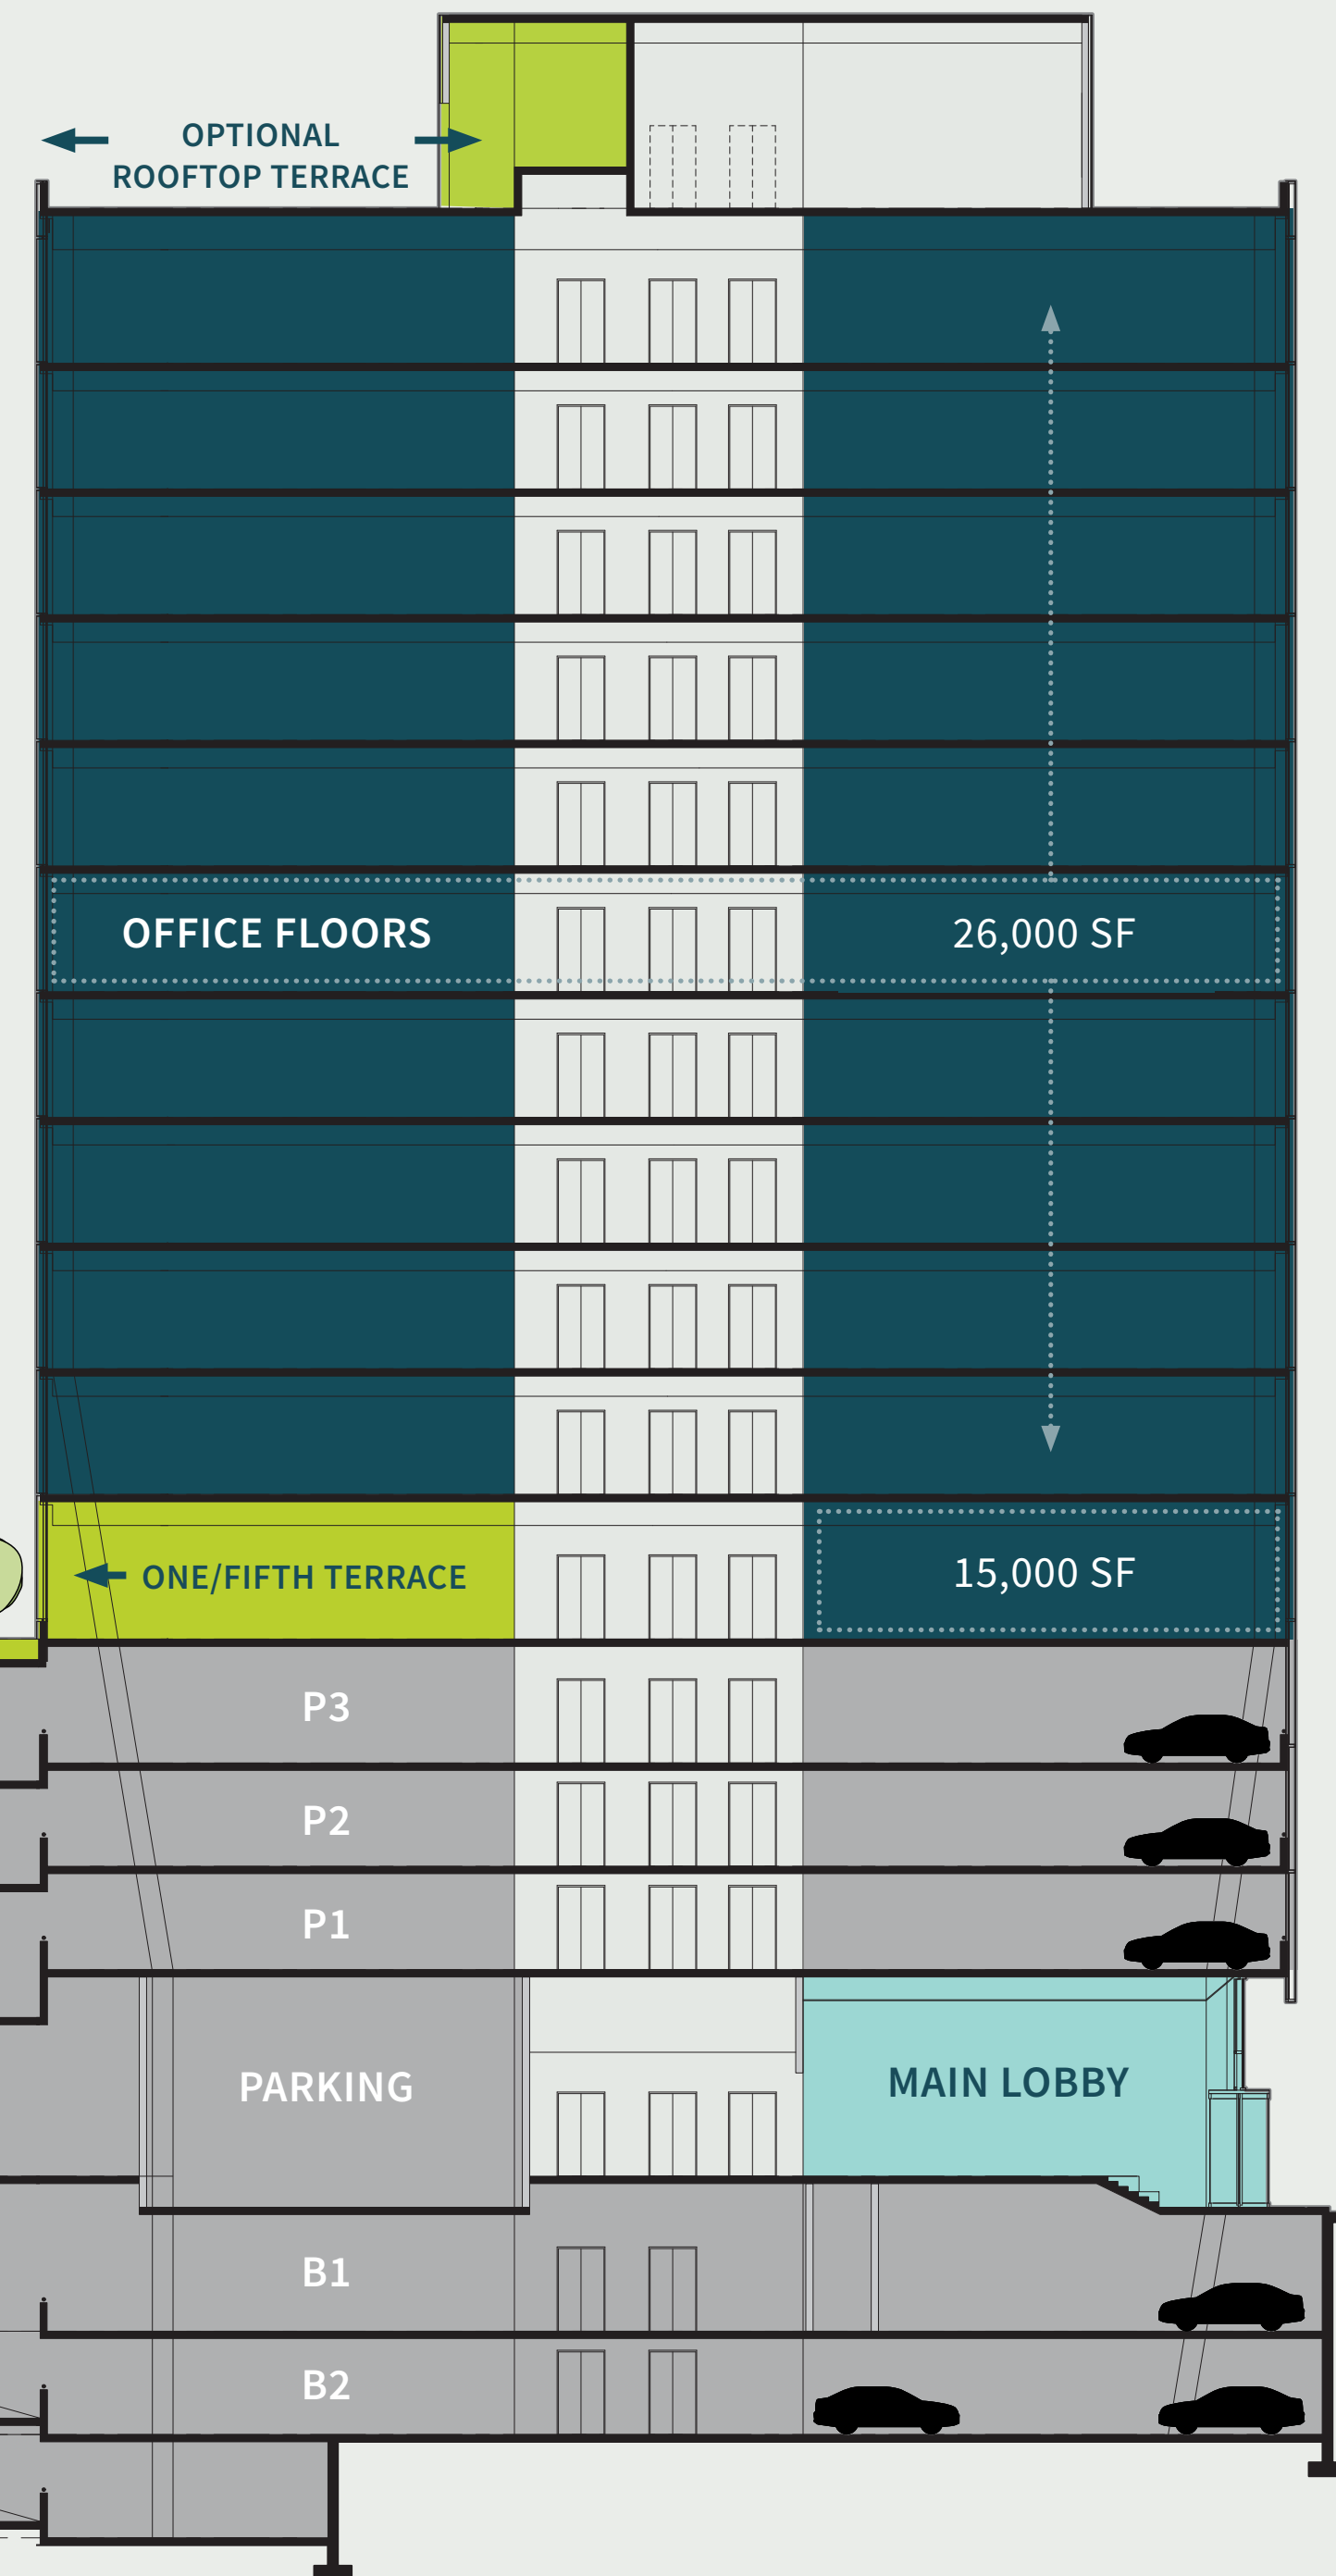 OPTIONAL
ROOFTOP TERRACE
OFFICE FLOORS
26,000 SF
ONE/FIFTH TERRACE
15,000 SF
P3
P2
P1
PARKING
MAIN LOBBY
B1
B2